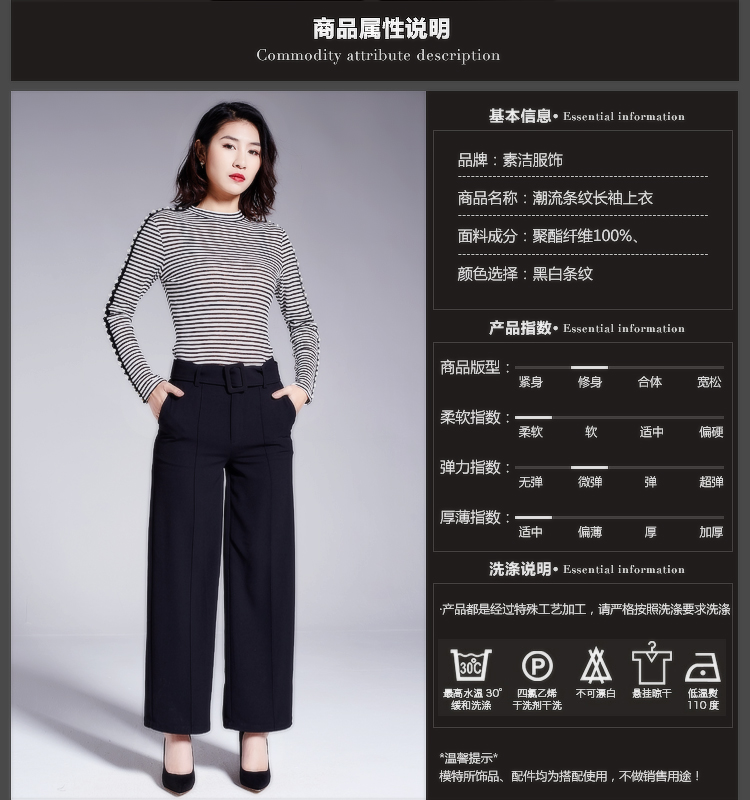 商品属性说明
Commodity attribute description
基本信息• Essential information
品牌：素洁服饰
商品名称：潮流条纹长袖上衣
面料成分：聚酯纤维100%、
颜色选择：黑白条纹
产品指数• Essential information
商品版型：
紧身 修身 合体 宽松
柔软指数：
柔软 软 适中 偏硬
弹力指数：
无弹 微弹 弹 超弹
厚薄指数：
适中 偏薄 厚 加厚
洗涤说明• Essential information
·产品都是经过特殊工艺加工，请严格按照洗涤要求洗涤
30C P
最高水温 30° 四氯乙烯 不可漂白 悬挂晾干 低温熨
缓和洗涤 干洗剂干洗 110 度
*温馨提示*
模特所饰品、配件均为搭配使用，不做销售用途！